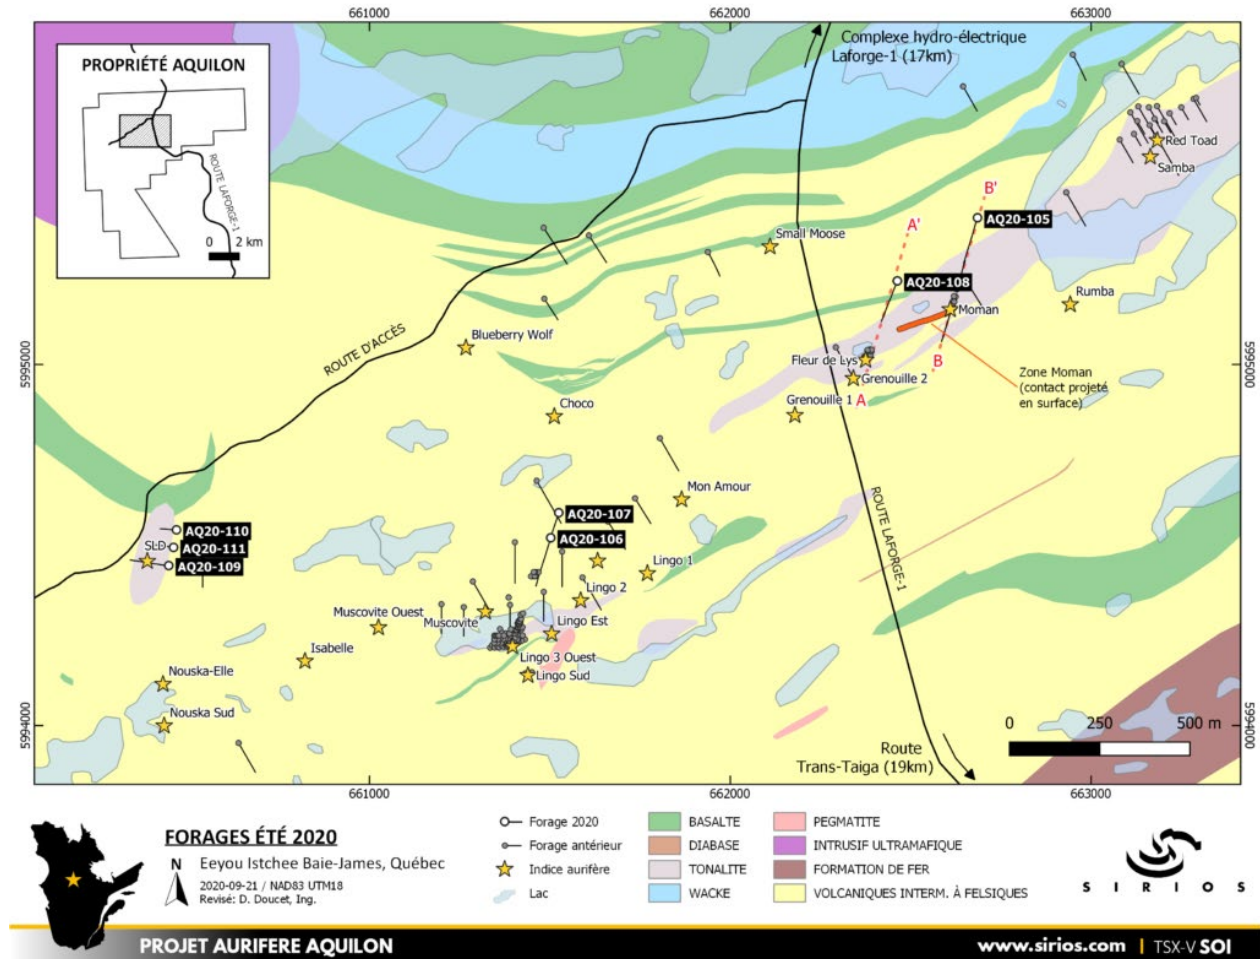 661000
662000
663000
Complexe hydro-électrique
Laforge-1 (17km)
PROPRIÉTÉ AQUILON
ROUTE LAFORGE-1
0 2 km
Red Toad
Samba
B'
AQ20-105
A'
Small Moose
AQ20-108
Rumba
Moman
Blueberry Wolf
ROUTE D'ACCÈS
5995000
5995000
Fleur de Lys
B
Zone Moman
(contact projeté
en surface)
Grenouille 2
Grenouille 1
A
Choco
Mon Amour
ROUTE LAFORGE-1
AQ20-107
AQ20-106
AQ20-110
SLD
AQ20-111
AQ20-109
Lingo 1
Lingo 2
Muscovite Ouest
Muscovite
Lingo Est
Isabelle
Lingo 3 Ouest
Lingo Sud
Nouska-Elle
Nouska Sud
5994000
5994000
0 250 500 m
Route
Trans-Taiga (19km)
661000
662000
663000
FORAGES ÉTÉ 2020
N
Eeyou Istchee Baie-James, Québec
2020-09-21 / NAD83 UTM18
Revisé: D. Doucet, Ing.
Forage 2020
Forage antérieur
Indice aurifère
Lac
BASALTE
DIABASE
TONALITE
WACKE
PEGMATITE
INTRUSIF ULTRAMAFIQUE
FORMATION DE FER
VOLCANIQUES INTERM. À FELSIQUES
SIRIOS
PROJET AURIFERE AQUILON
www.sirios.com | TSX-V SOI